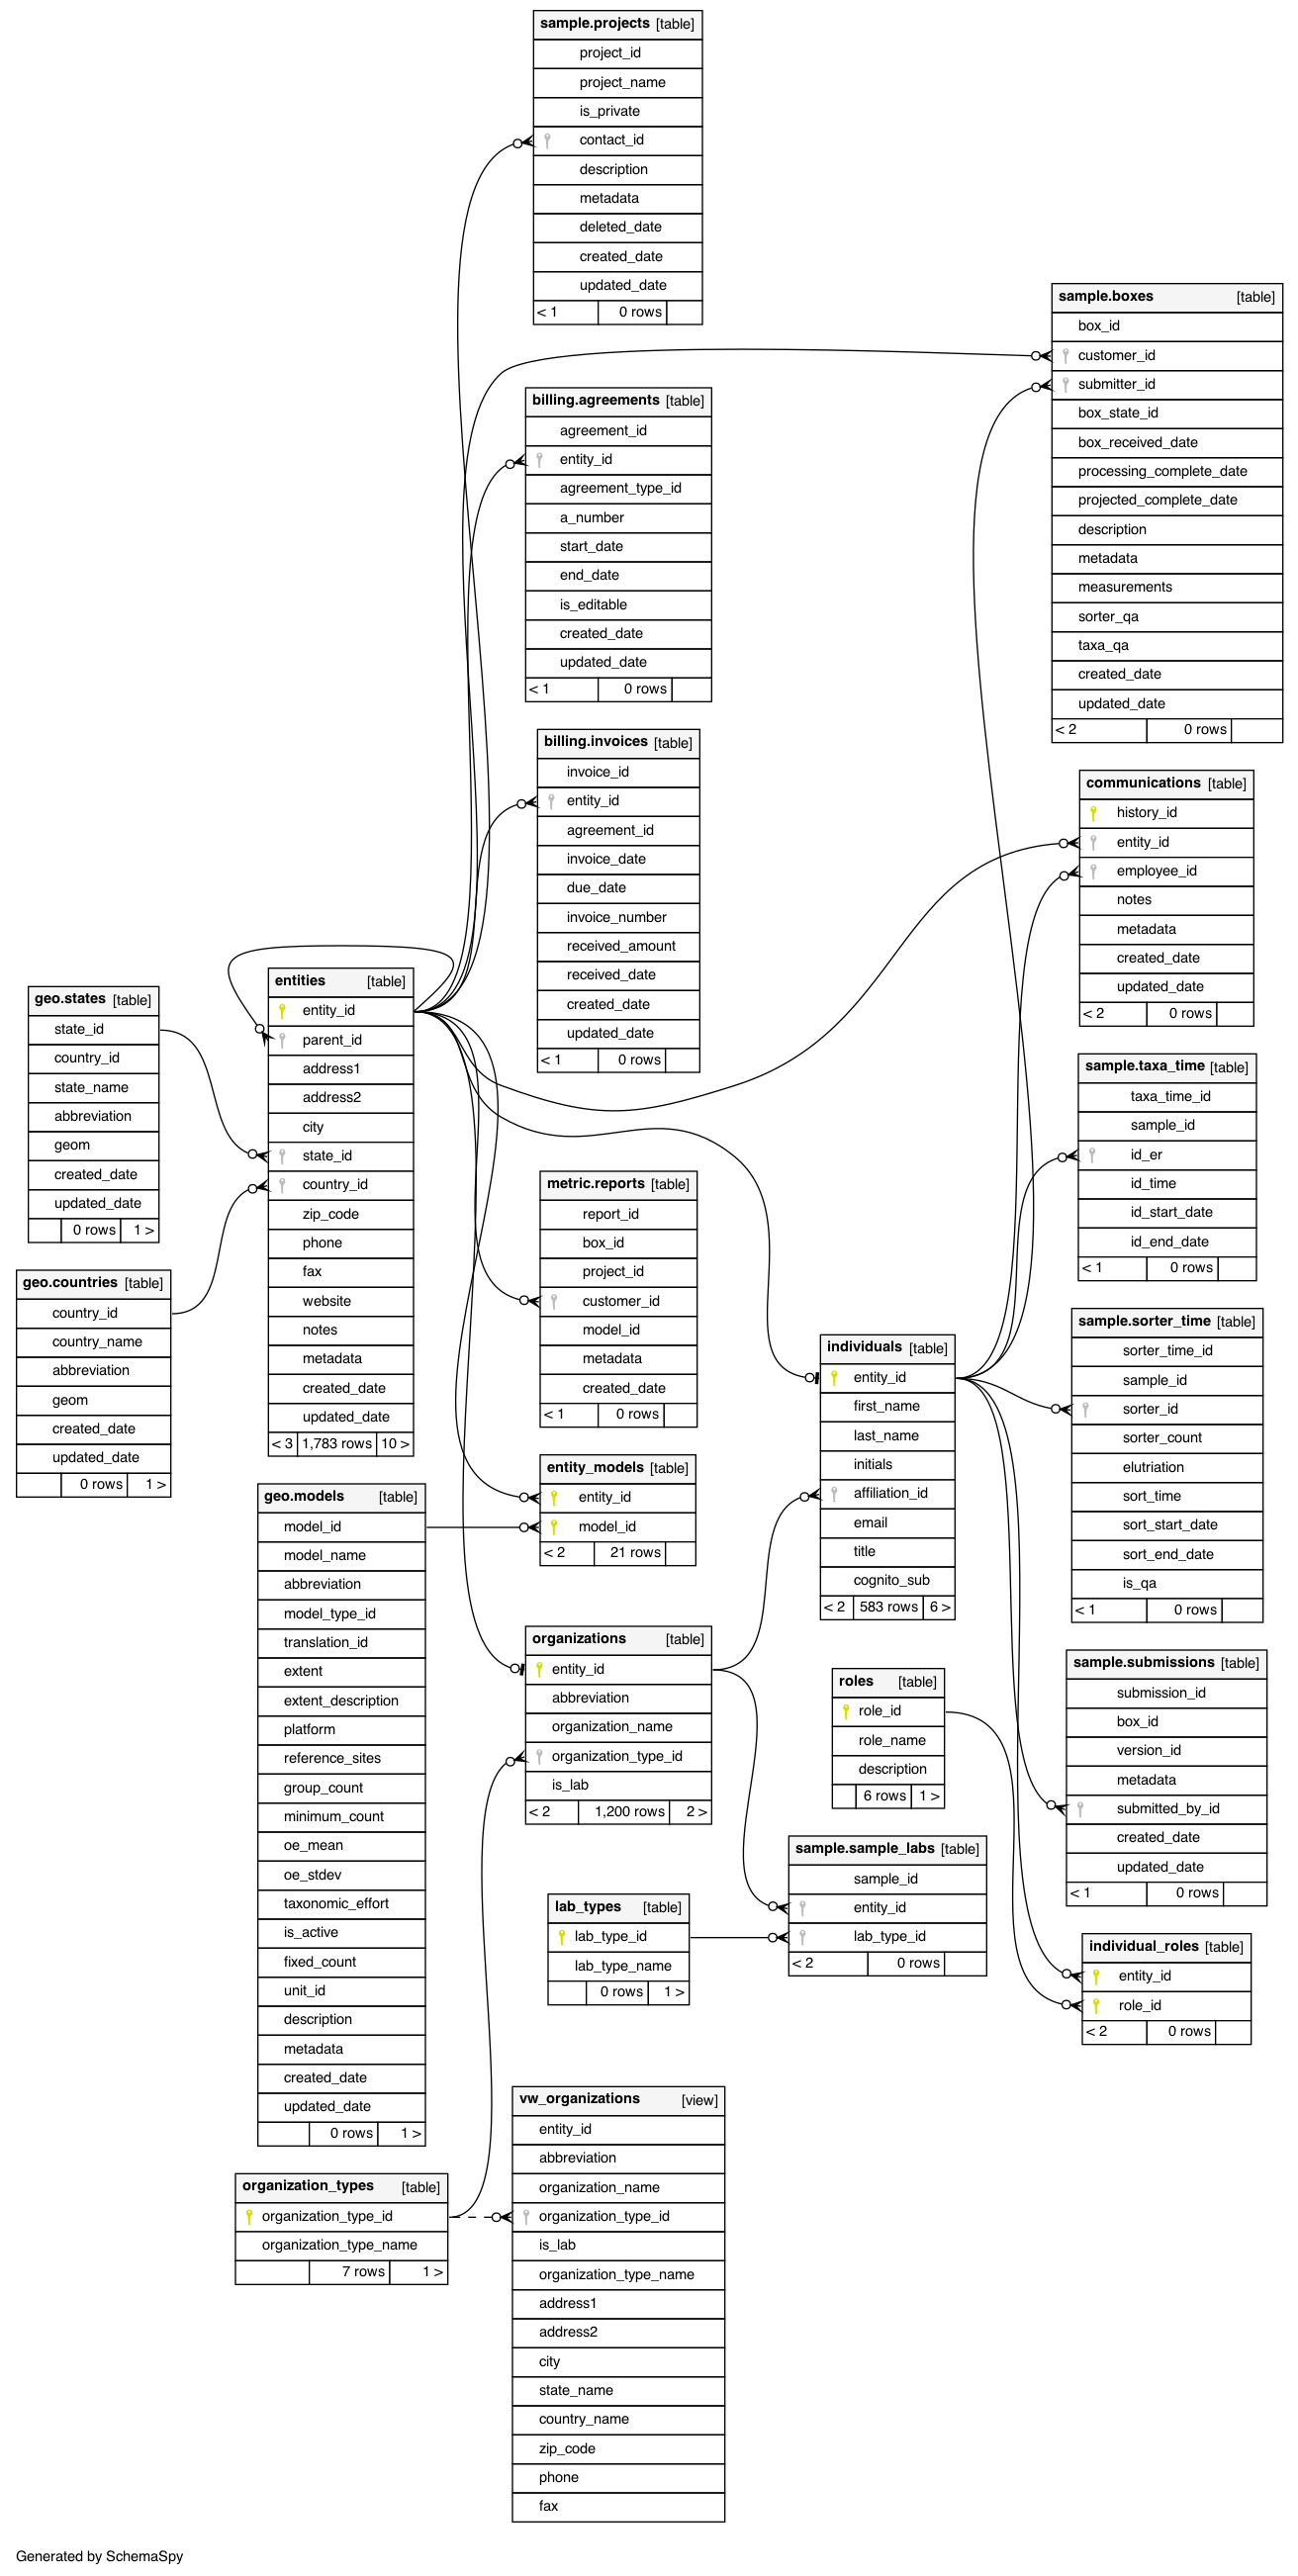 sample.projects [table]
project_id
project_name
is_private
contact_id
description
metadata
deleted_date
created_date
updated_date
< 1 0 rows
sample.boxes [table]
box_id
customer_id
submitter_id
box_state_id
box_received_date
processing_complete_date
projected_complete_date
description
metadata
measurements
sorter_qa
taxa_qa
created_date
updated_date
< 2 0 rows
billing.agreements [table]
agreement_id
entity_id
agreement_type_id
a_number
start_date
end_date
is_editable
created_date
updated_date
< 1 0 rows
billing.invoices [table]
invoice_id
entity_id
agreement_id
invoice_date
due_date
invoice_number
received_amount
received_date
created_date
updated_date
< 1 0 rows
communications [table]
history_id
entity_id
employee_id
notes
metadata
created_date
updated_date
< 2 0 rows
entities [table]
entity_id
parent_id
address1
address2
city
state_id
country_id
zip_code
phone
fax
website
notes
metadata
created_date
updated_date
< 3 1,783 rows 10 >
geo.states [table]
state_id
country_id
state_name
abbreviation
geom
created_date
updated_date
0 rows 1 >
geo.countries [table]
country_id
country_name
abbreviation
geom
created_date
updated_date
0 rows 1 >
sample.taxa_time [table]
taxa_time_id
sample_id
id_er
id_time
id_start_date
id_end_date
< 1 0 rows
metric.reports [table]
report_id
box_id
project_id
customer_id
model_id
metadata
created_date
< 1 0 rows
sample.sorter_time [table]
sorter_time_id
sample_id
sorter_id
sorter_count
elutriation
sort_time
sort_start_date
sort_end_date
is_qa
< 1 0 rows
individuals [table]
entity_id
first_name
last_name
initials
affiliation_id
email
title
cognito_sub
< 2 583 rows 6 >
entity_models [table]
entity_id
model_id
< 2 21 rows
geo.models [table]
model_id
model_name
abbreviation
model_type_id
translation_id
extent
extent_description
platform
reference_sites
group_count
minimum_count
oe_mean
oe_stdev
taxonomic_effort
is_active
fixed_count
unit_id
description
metadata
created_date
updated_date
0 rows 1 >
organizations [table]
entity_id
abbreviation
organization_name
organization_type_id
is_lab
< 2 1,200 rows 2 >
sample.submissions [table]
submission_id
box_id
version_id
metadata
submitted_by_id
created_date
updated_date
< 1 0 rows
roles [table]
role_id
role_name
description
6 rows 1 >
sample.sample_labs [table]
sample_id
entity_id
lab_type_id
< 2 0 rows
lab_types [table]
lab_type_id
lab_type_name
0 rows 1 >
individual_roles [table]
entity_id
role_id
< 2 0 rows
vw_organizations [view]
entity_id
abbreviation
organization_name
organization_type_id
is_lab
organization_type_name
address1
address2
city
state_name
country_name
zip_code
phone
fax
organization_types [table]
organization_type_id
organization_type_name
7 rows 1 >
Generated by SchemaSpy